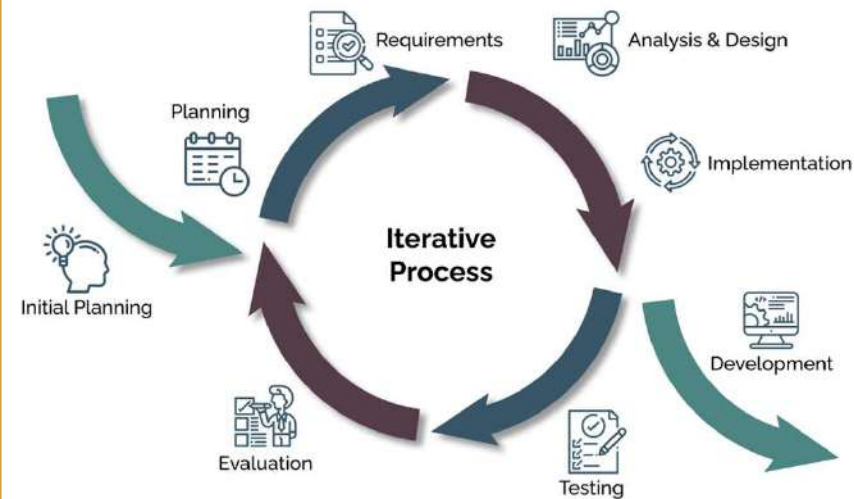 Requirements
Analysis & Design
Planning
Implementation
Iterative
Process
Initial Planning
Development
Evaluation
Testing